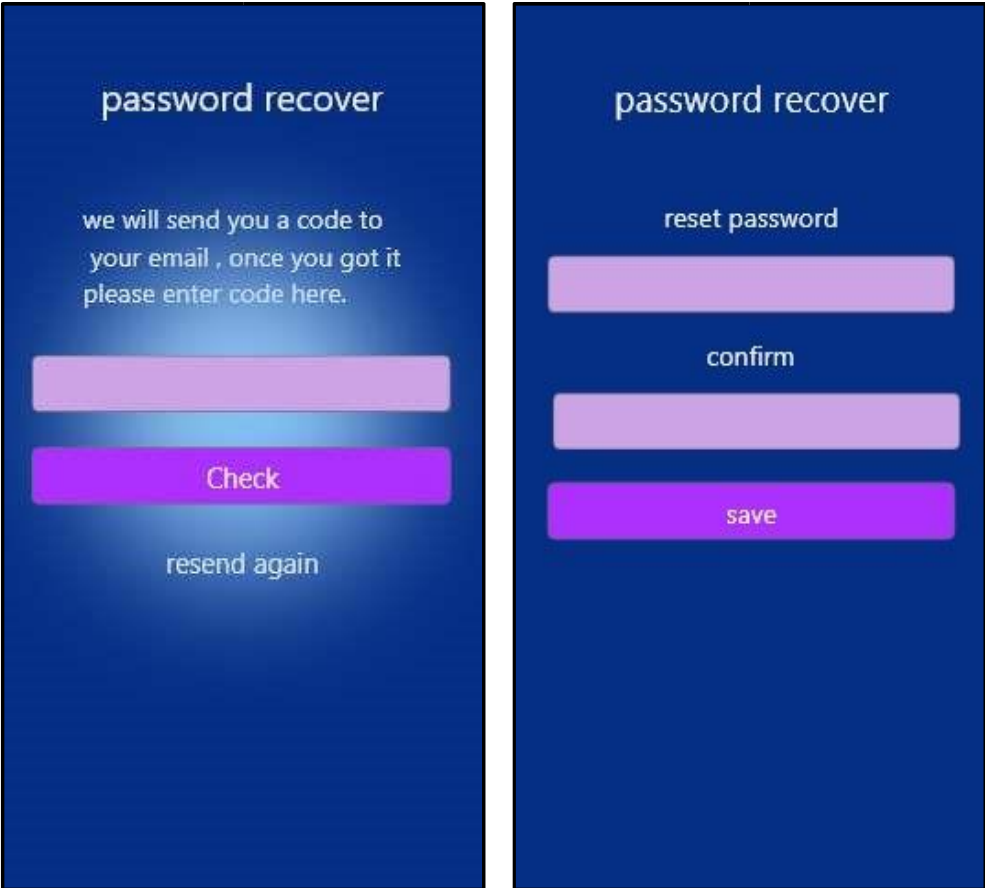 password recover
we will send you a code to
your email , once you got it
please enter code here.
Check
resend again
password recover
reset password
confirm
save